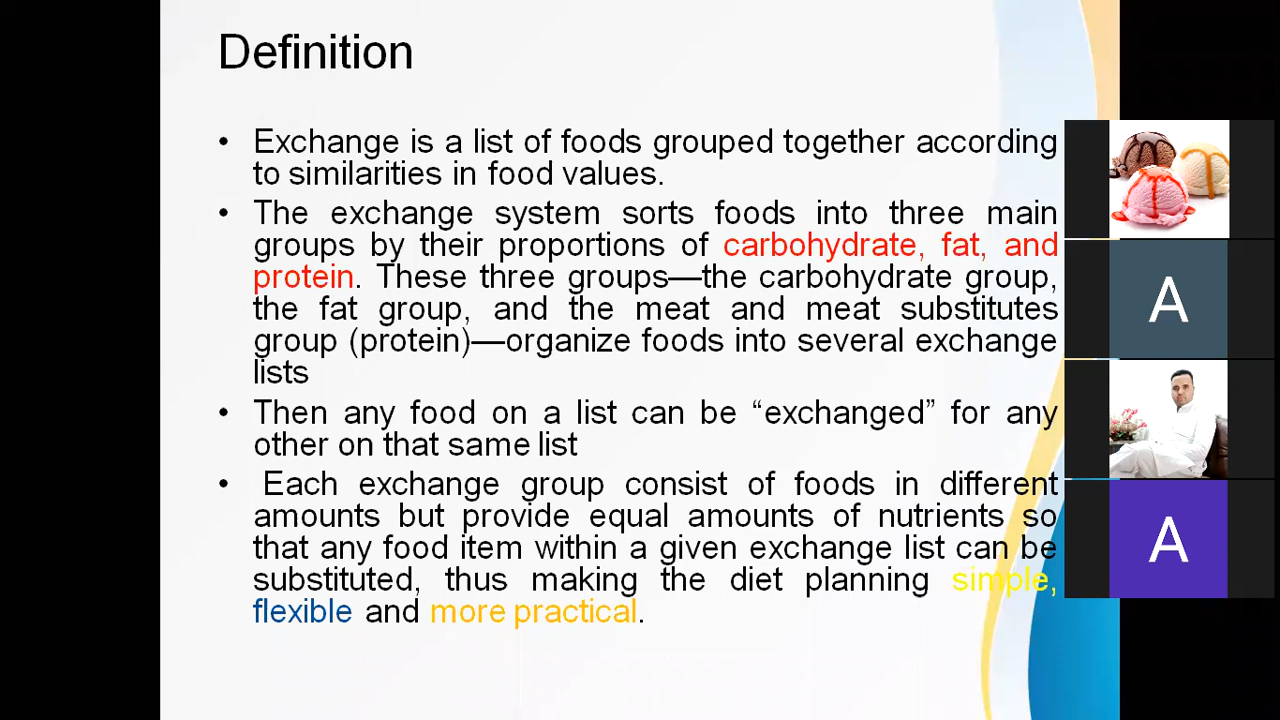 Definition
• Exchange is a list of foods grouped together according
to similarities in food values.
• The exchange system sorts foods into three main
groups by their proportions of carbohydrate, fat, and
protein. These three groups—the carbohydrate group,
the fat group, and the meat and meat substitutes
group (protein)—organize foods into several exchange
lists
• Then any food on a list can be “exchanged” for any
other on that same list
• Each exchange group consist of foods in different
amounts but provide equal amounts of nutrients so
that any food item within a given exchange list can be
substituted, thus making the diet planning simple,
flexible and more practical.
A
A